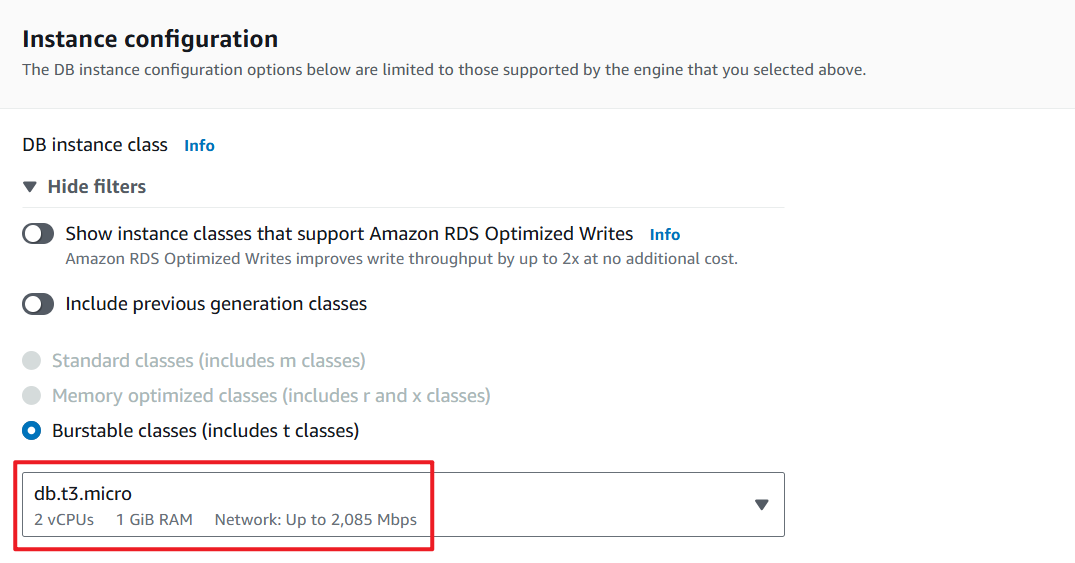 Instance configuration
The DB instance configuration options below are limited to those supported by the engine that you selected above.
DB instance class Info
Hide filters
Show instance classes that support Amazon RDS Optimized Writes Info
Amazon RDS Optimized Writes improves write throughput by up to 2x at no additional cost.
Include previous generation classes
Standard classes (includes m classes)
Memory optimized classes (includes r and x classes)
Burstable classes (includes t classes)
db.t3.micro
2 vCPUs 1 GiB RAM Network: Up to 2,085 Mbps